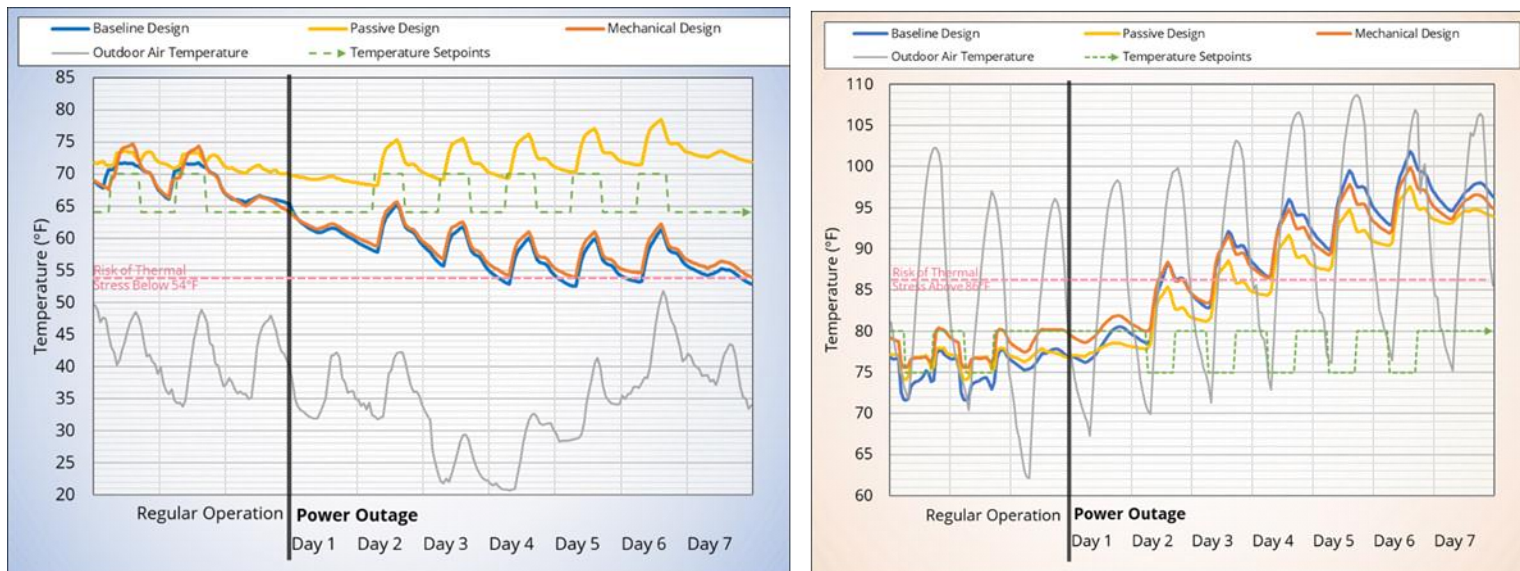 Baseline Design
Passive Design
Mechanical Design
Outdoor Air Temperature
Temperature Setpoints
85
80
75
70
65
60
55
50
45
40
35
30
25
20
Temperature (°F)
Risk of Thermal
Stress Below 54°F
Regular Operation
Power Outage
Day 1
Day 2
Day 3
Day 4
Day 5
Day 6
Day 7
Baseline Design
Passive Design
Mechanical Design
Outdoor Air Temperature
Temperature Setpoints
110
105
100
95
90
85
80
75
70
65
60
Temperature (°F)
Risk of Thermal
Stress Above 86°F
Regular Operation
Power Outage
Day 1
Day 2
Day 3
Day 4
Day 5
Day 6
Day 7